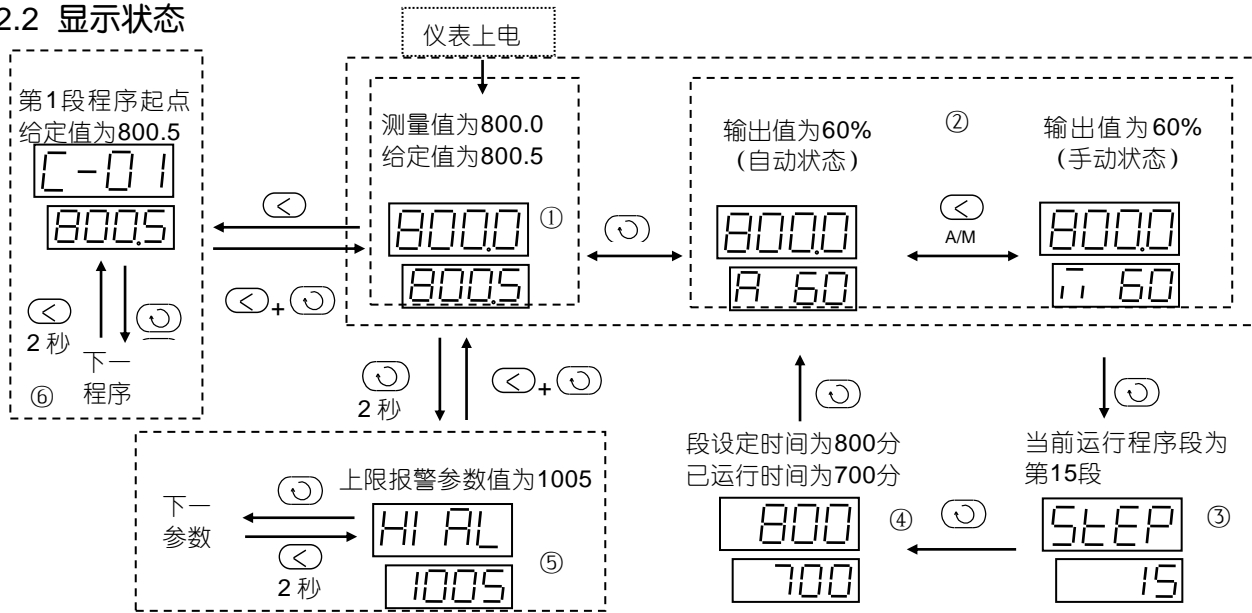 2.2 显示状态
仪表上电
第1段程序起点
给定值为800.5
C-01
800.5
2 秒
下一
程序
⑥
测量值为800.0
给定值为800.5
①
800.0
800.5
+
输出值为60%
(自动状态)
②
800.0
A 60
A/M
输出值为60%
(手动状态)
800.0
M 60
2 秒
+
下一
参数
2 秒
上限报警参数值为1005
HI AL
1005
⑤
段设定时间为800分
已运行时间为700分
800
700
④
当前运行程序段为
第15段
StEP
15
③